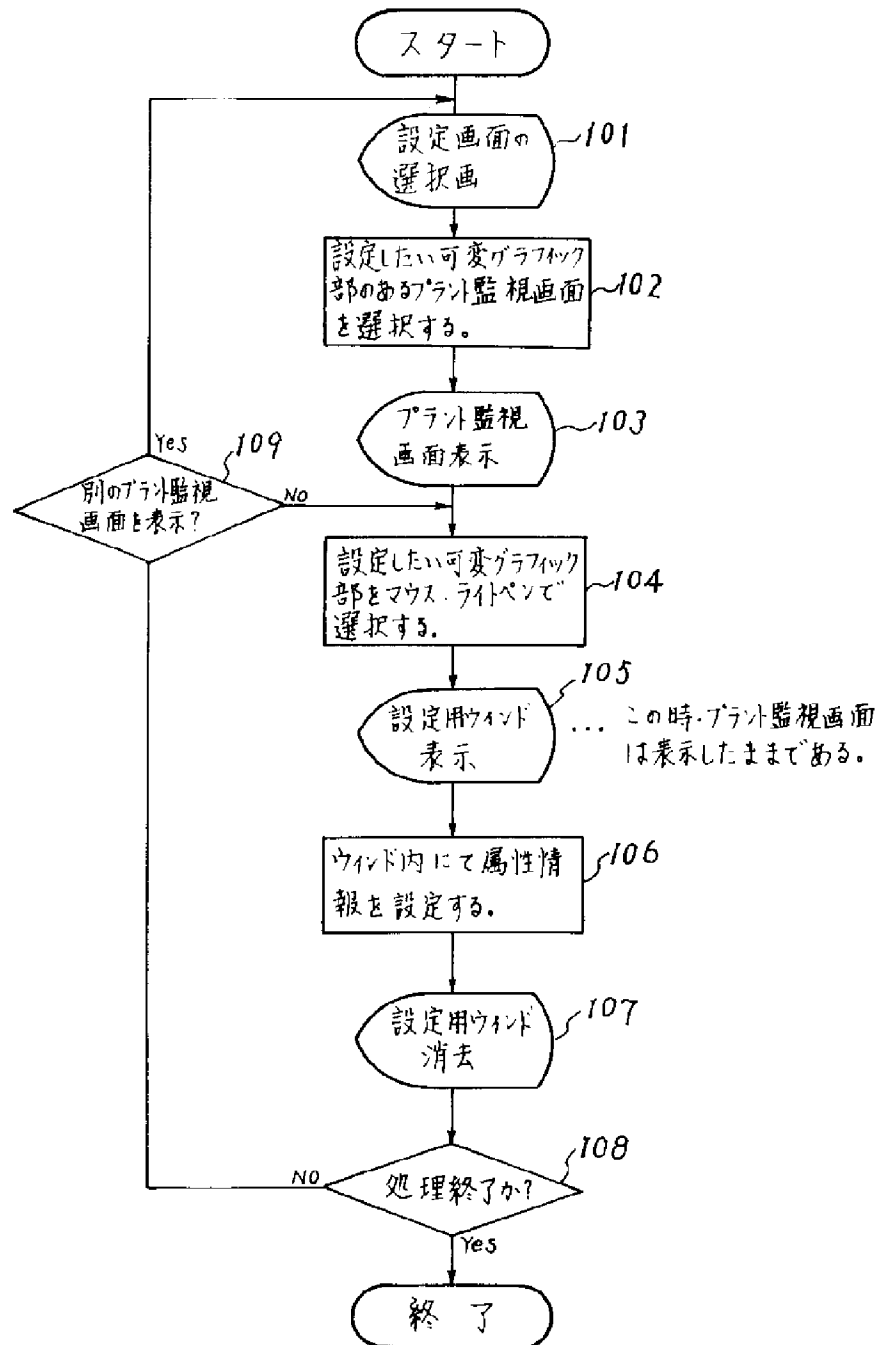 スタート
設定画面の
選択画
101
設定したい可変グラフィック
部のあるプラント監視画面
を選択する。
102
プラント監視
画面表示
103
Yes
109
別のプラント監視
画面を表示?
NO
設定したい可変グラフィック
部をマウス・ライトペンで
選択する.
104
設定用ウィンド
表示
105
... この時・プラント監視画面
は表示したままである。
ウィンド内にて属性情
報を設定する。
106
設定用ウィンド
消去
107
処理終了か?
108
NO
Yes
終了